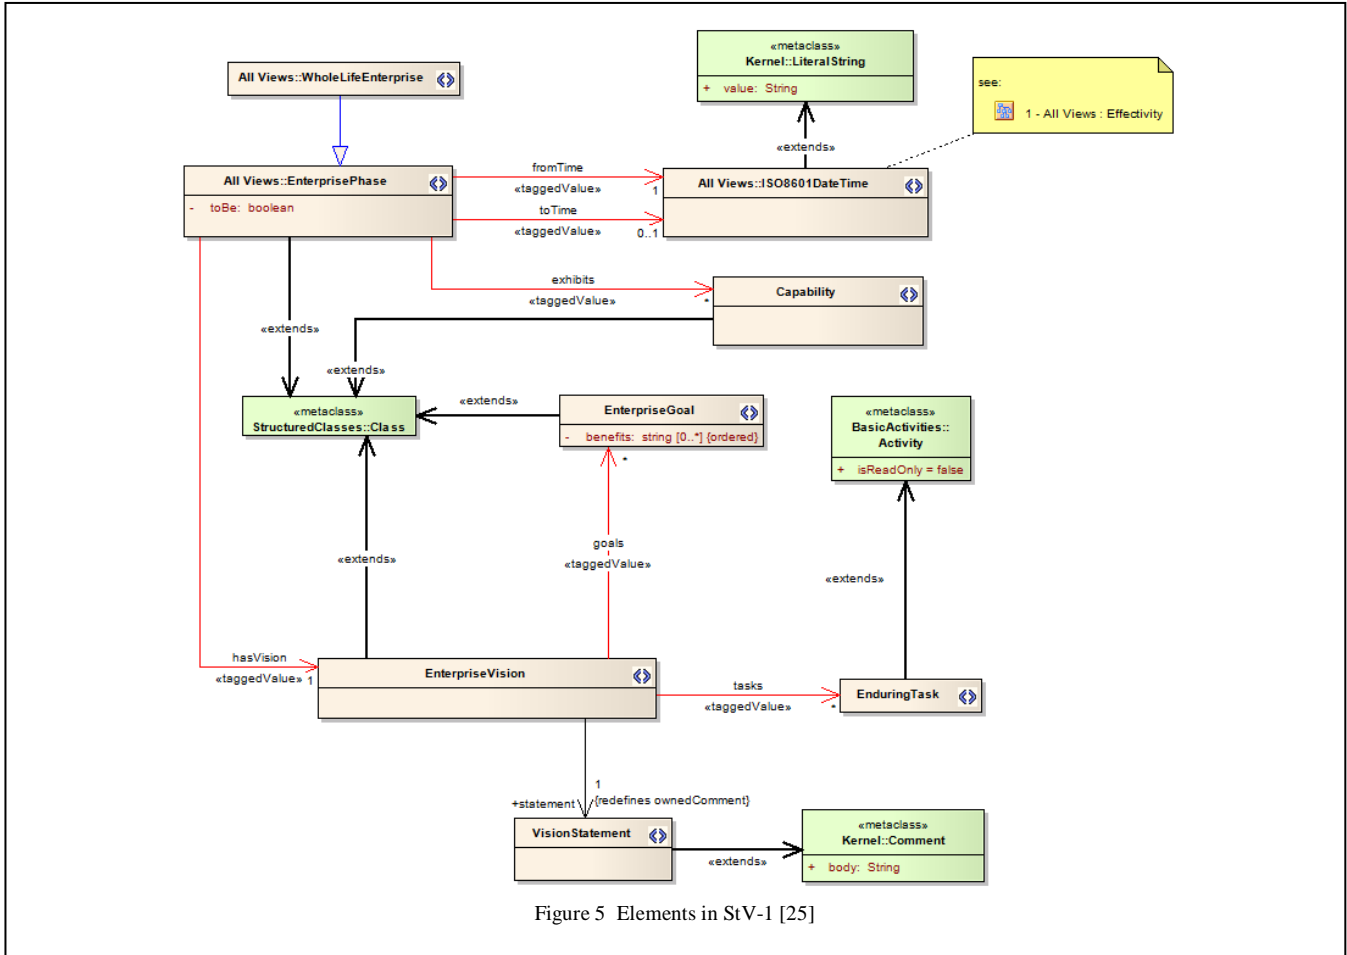 «metaclass»
Kernel::LiteralString
+ value: String
All Views::WholeLifeEnterprise
see:
1 - All Views : Effectivity
«extends»
All Views::EnterprisePhase
- toBe: boolean
fromTime
«taggedValue»
1
toTime
«taggedValue»
0..1
All Views::ISO8601DateTime
exhibits
«taggedValue»
*
Capability
«extends»
«extends»
«metaclass»
StructuredClasses::Class
«extends»
EnterpriseGoal
- benefits: string [0..*] {ordered}
*
«metaclass»
BasicActivities::
Activity
+ isReadOnly = false
goals
«taggedValue»
«extends»
«extends»
hasVision
«taggedValue»
1
EnterpriseVision
tasks
«taggedValue»
*
EnduringTask
1
+statement
{redefines ownedComment}
VisionStatement
«extends»
«metaclass»
Kernel::Comment
+ body: String
Figure 5 Elements in StV-1 [25]